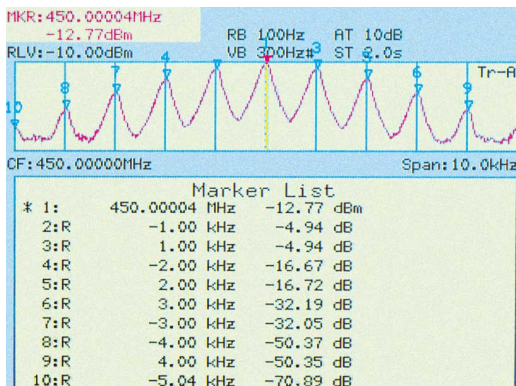 MKR:450.00004MHz
-12.77dBm
RB 100Hz AT 10dB
RLV:-10.00dBm
VB 300Hz# ST 2.0s
Tr-A
4 3
7 6
8 9
10
CF:450.00000MHz Span:10.0kHz
Marker List
* 1: 450.00004 MHz -12.77 dBm
2:R -1.00 kHz -4.94 dB
3:R 1.00 kHz -4.94 dB
4:R -2.00 kHz -16.67 dB
5:R 2.00 kHz -16.72 dB
6:R 3.00 kHz -32.19 dB
7:R -3.00 kHz -32.05 dB
8:R -4.00 kHz -50.37 dB
9:R 4.00 kHz -50.35 dB
10:R -5.04 kHz -70.89 dB